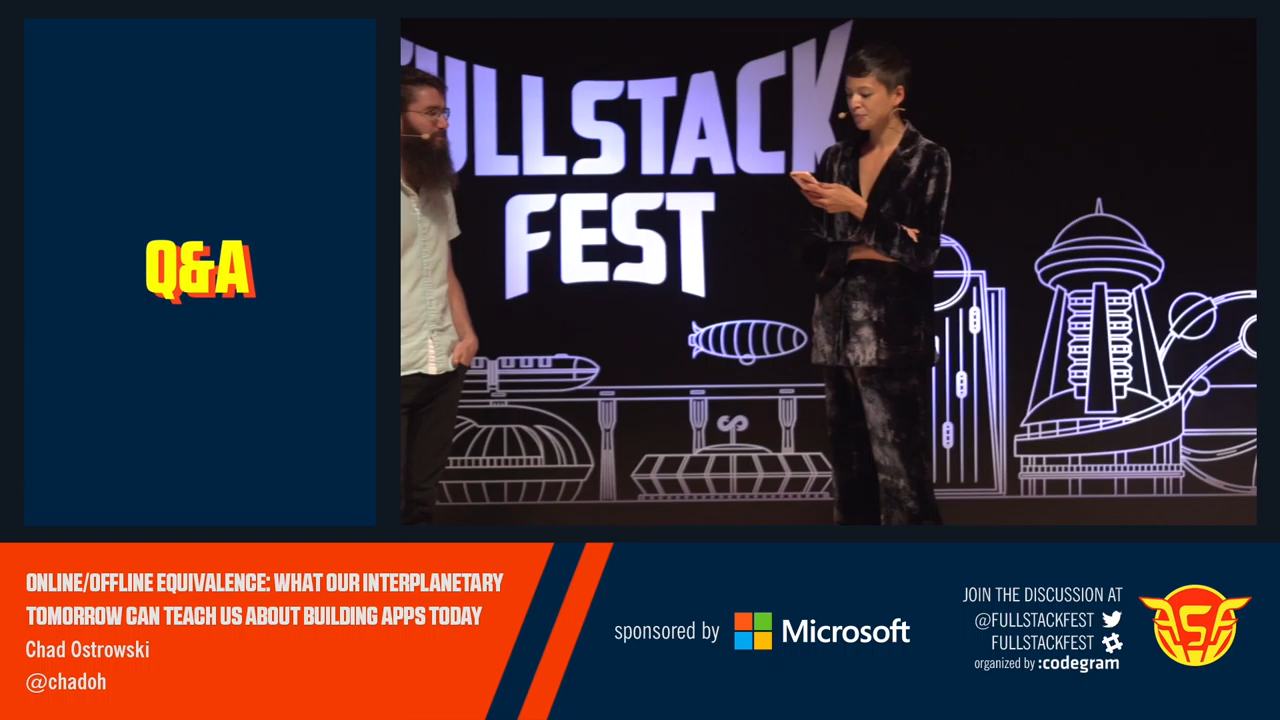 Q&A
FULLSTACK
FEST
ONLINE/OFFLINE EQUIVALENCE: WHAT OUR INTERPLANETARY
TOMORROW CAN TEACH US ABOUT BUILDING APPS TODAY
Chad Ostrowski
@chadoh
sponsored by Microsoft
JOIN THE DISCUSSION AT
@FULLSTACKFEST
FULLSTACKFEST
organized by :codegram
FSF